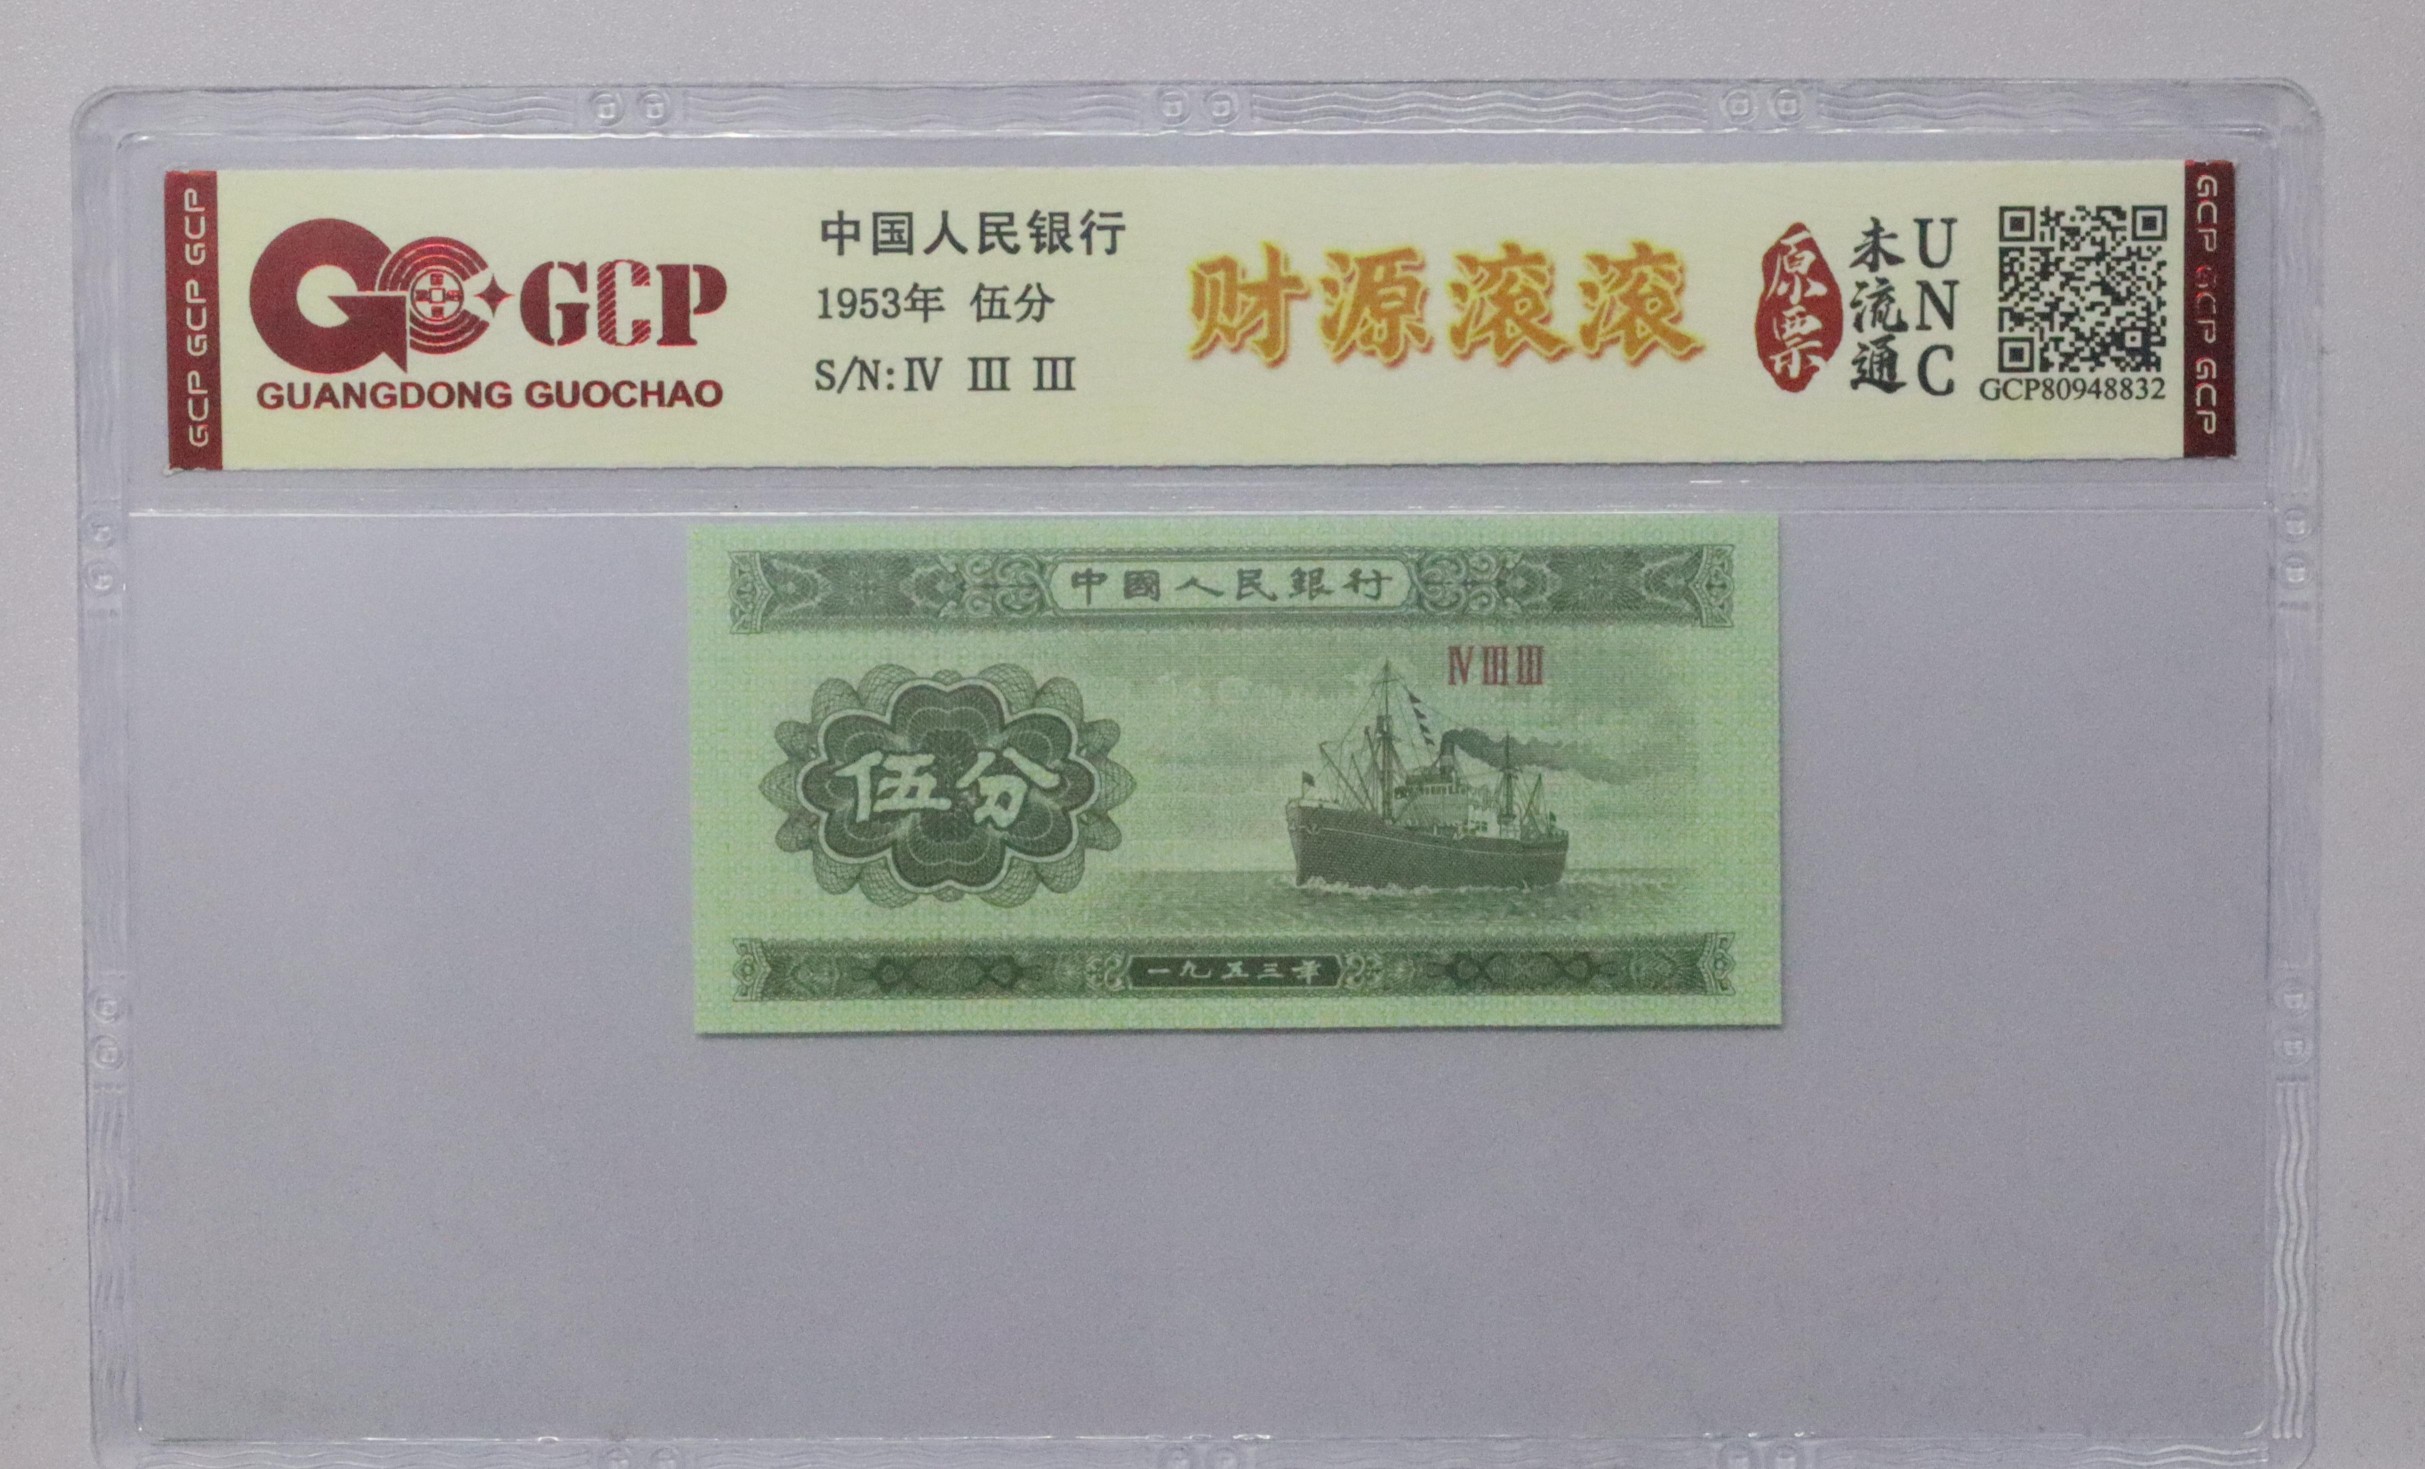 GCP GCP GCP
GCP
GUANGDONG GUOCHAO
中国人民银行
1953年 伍分
S/N:Ⅳ Ⅲ Ⅲ
财源滚滚
原票
未流通
UNC
GCP80948832
GCP GCP GCP
中國人民銀行
Ⅳ Ⅲ Ⅲ
伍分
一九五三年